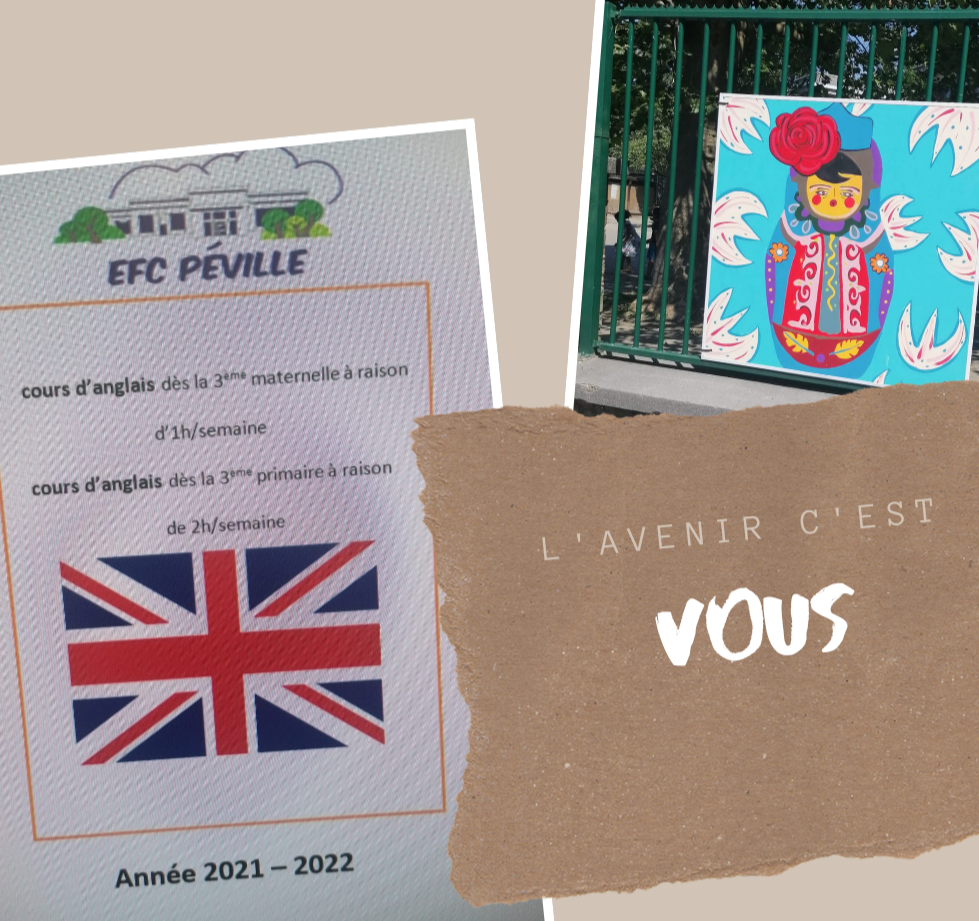 EFC PÉVILLE
cours d'anglais dès la 3ème maternelle à raison
d'1h/semaine
cours d'anglais dès la 3ème primaire à raison
de 2h/semaine
Année 2021 – 2022
L'AVENIR C'EST
VOUS